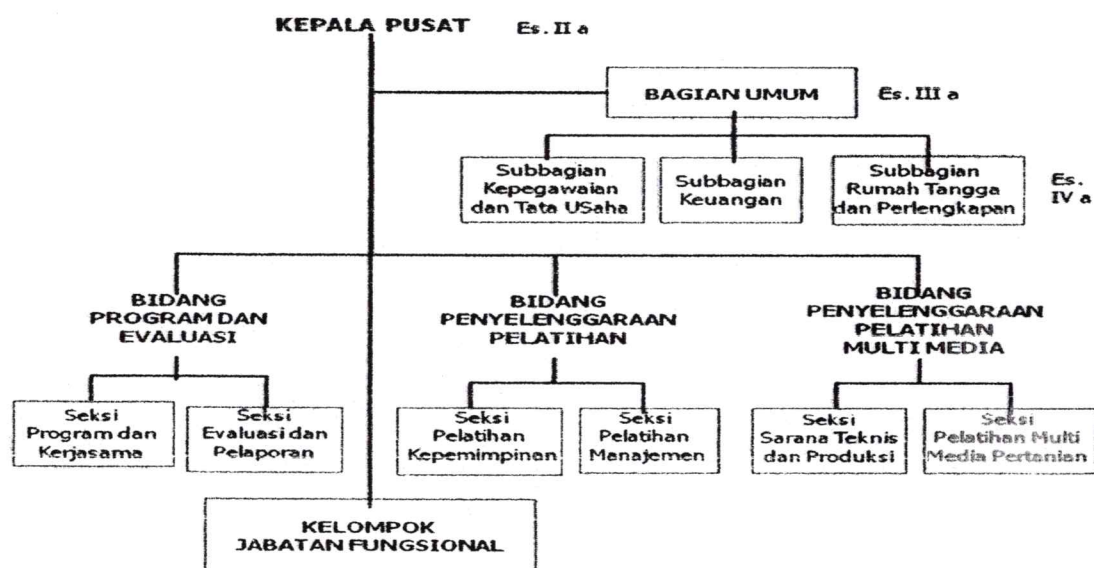 KEPALA PUSAT Es. II a
BAGIAN UMUM Es. III a
Subbagian
Kepegawaian
dan Tata USaha
Subbagian
Keuangan
Subbagian
Rumah Tangga
dan Perlengkapan
Es.
IV a
BIDANG
PROGRAM DAN
EVALUASI
BIDANG
PENYELENGGARAAN
PELATIHAN
BIDANG
PENYELENGGARAAN
PELATIHAN
MULTI MEDIA
Seksi
Program dan
Kerjasama
Seksi
Evaluasi dan
Pelaporan
Seksi
Pelatihan
Kepemimpinan
Seksi
Pelatihan
Manajemen
Seksi
Sarana Teknis
dan Produksi
Seksi
Pelatihan Multi
Media Pertanian
KELOMPOK
JABATAN FUNGSIONAL